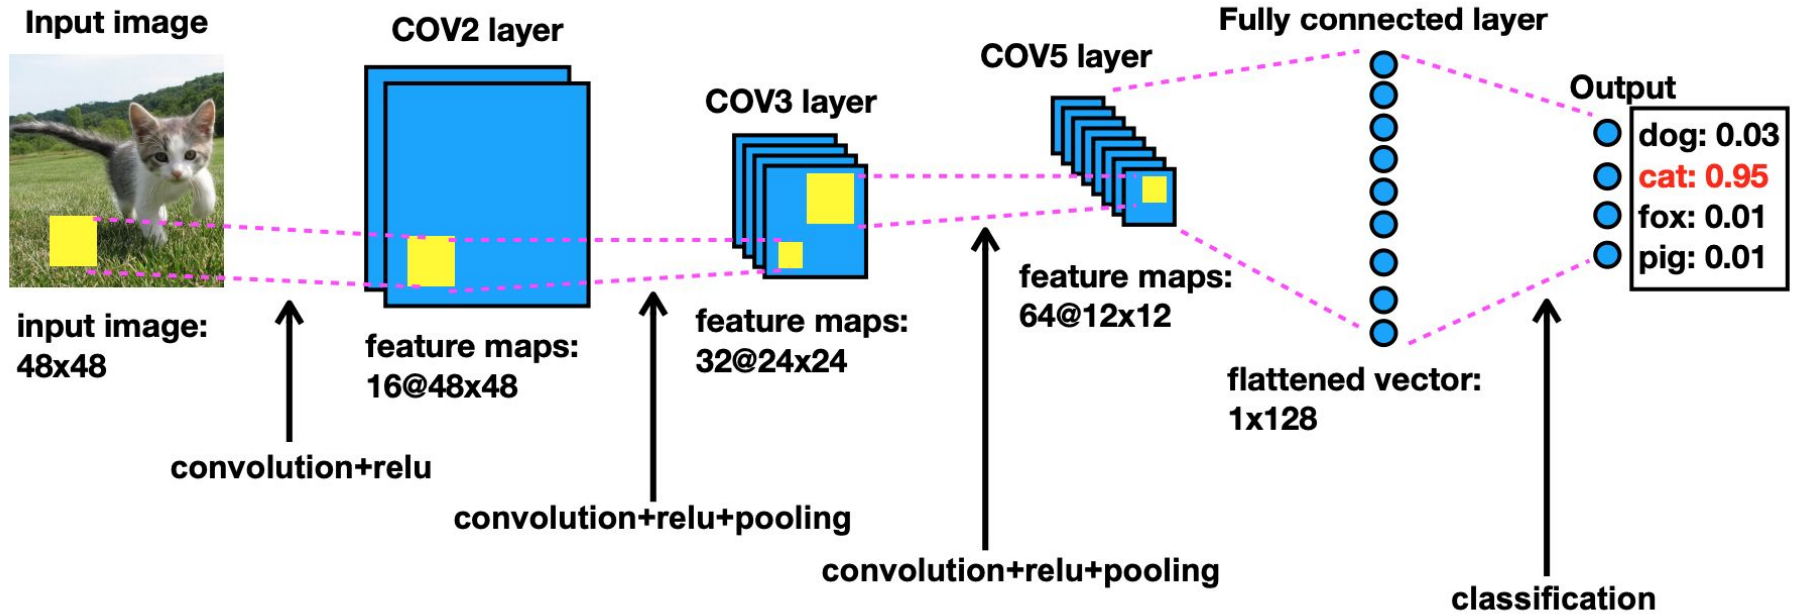 Input image
COV2 layer
COV3 layer
COV5 layer
Fully connected layer
Output
dog: 0.03
cat: 0.95
fox: 0.01
pig: 0.01
input image:
48x48
feature maps:
16@48x48
feature maps:
32@24x24
feature maps:
64@12x12
flattened vector:
1x128
convolution+relu
convolution+relu+pooling
convolution+relu+pooling
classification